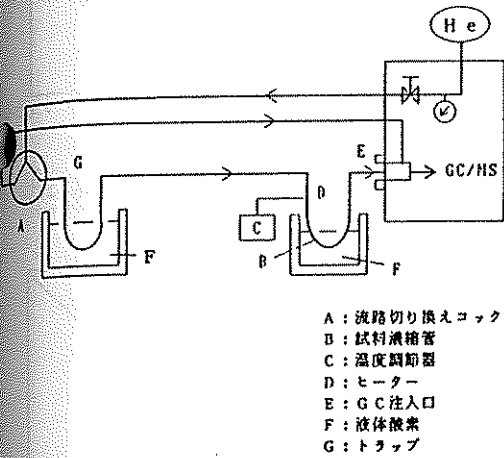 He
E
GC/MS
G
D
A
C
F
B
F
A：流路切り換えコック
B：試料濃縮管
C：温度調節器
D：ヒーター
E：GC注入口
F：液体酸素
G：トラップ